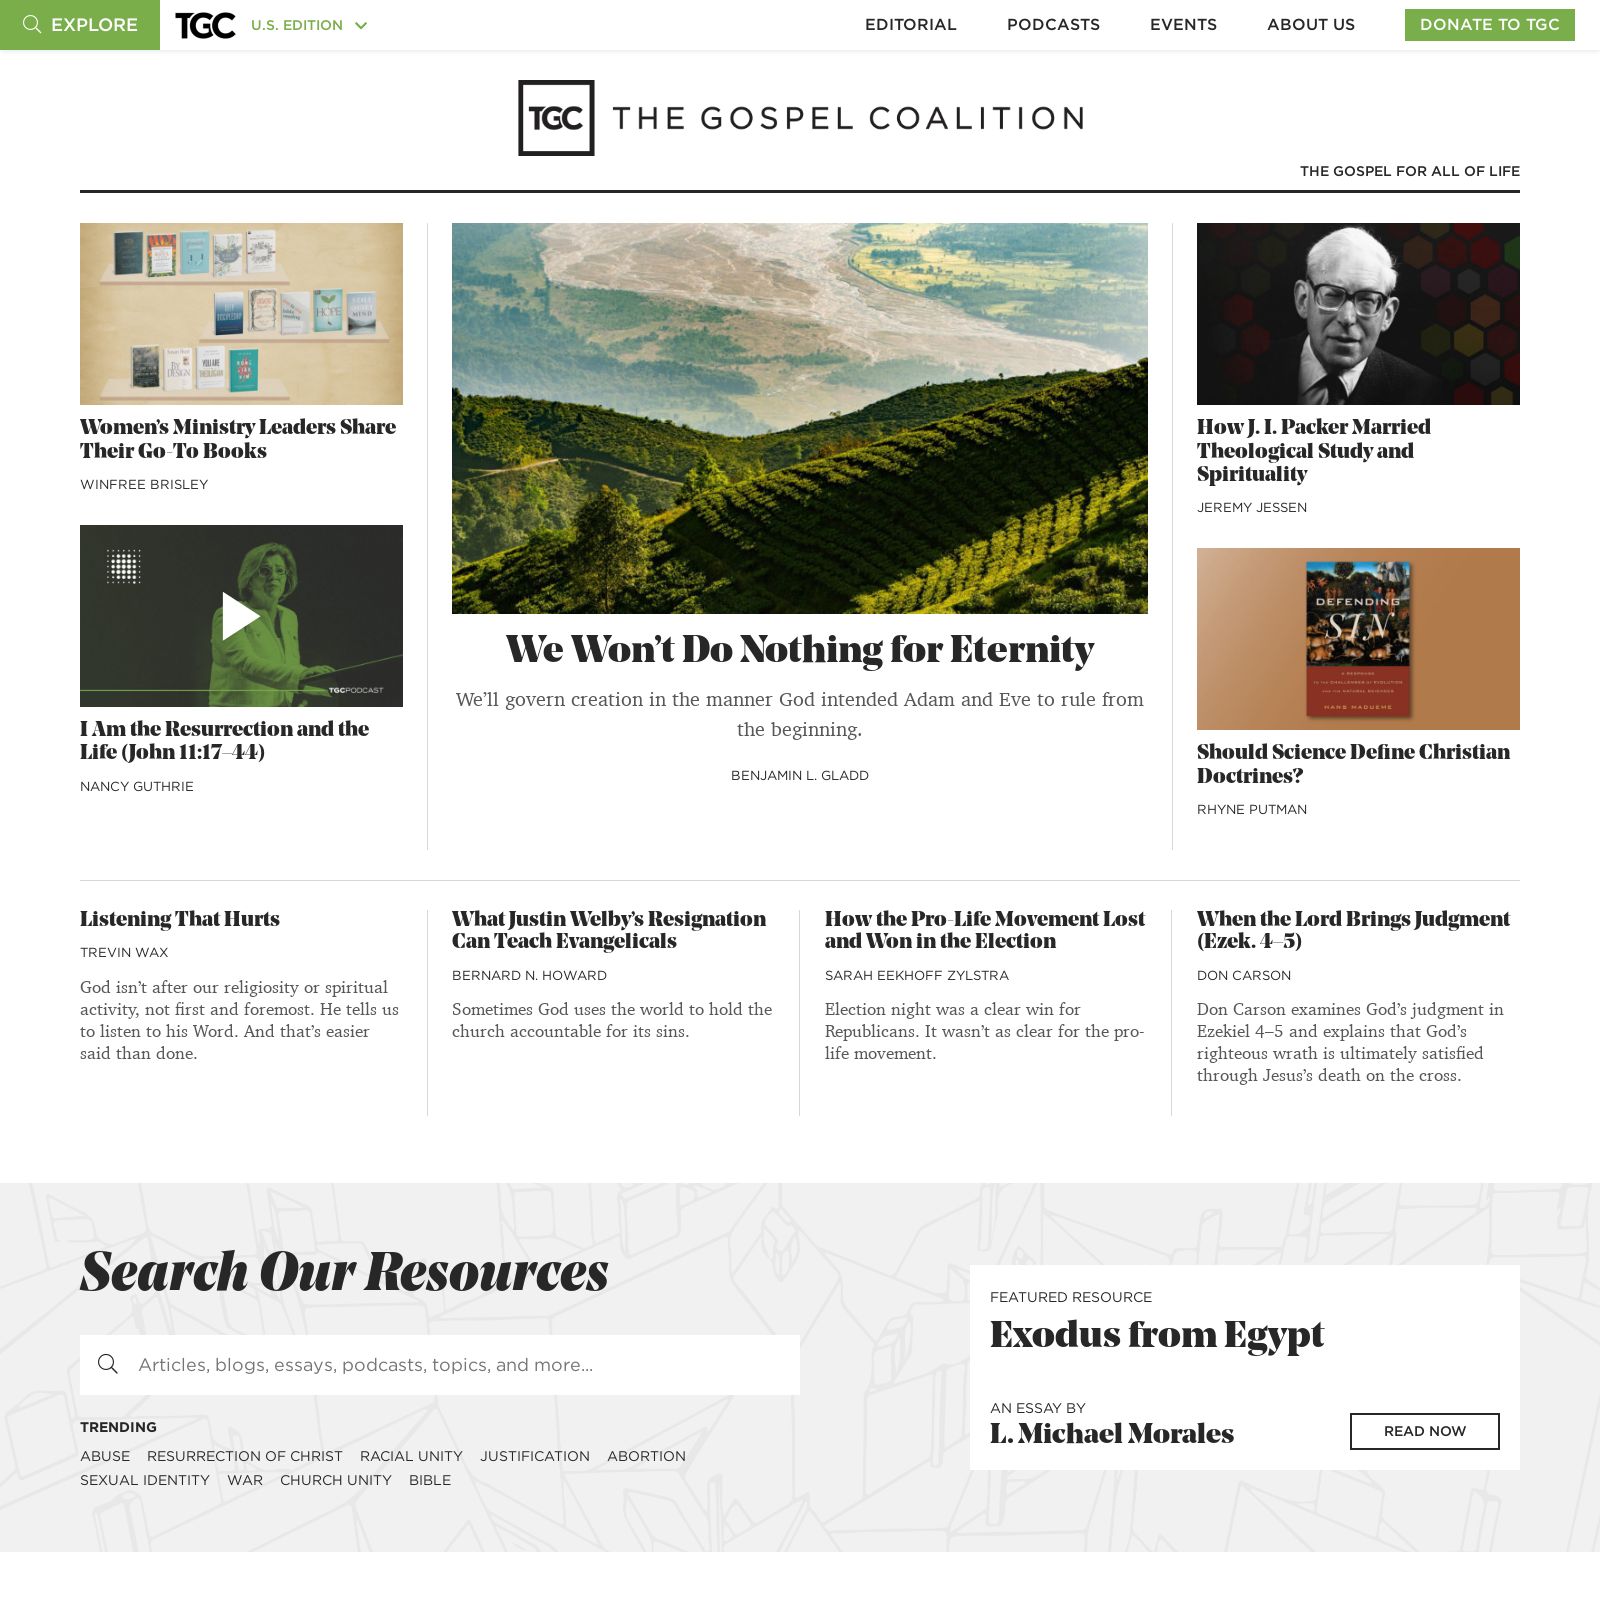 EXPLORE
TGC
U.S. EDITION
EDITORIAL
PODCASTS
EVENTS
ABOUT US
DONATE TO TGC
TGC
THE GOSPEL COALITION
THE GOSPEL FOR ALL OF LIFE
HOPE
Women’s Ministry Leaders Share
Their Go-To Books
WINFREE BRISLEY
TGCPODCAST
I Am the Resurrection and the
Life (John 11:17–44)
NANCY GUTHRIE
We Won’t Do Nothing for Eternity
We’ll govern creation in the manner God intended Adam and Eve to rule from
the beginning.
BENJAMIN L. GLADD
How J. I. Packer Married
Theological Study and
Spirituality
JEREMY JESSEN
DEFENDING
SIN
A RESPONSE
TO THE CHALLENGES OF EVOLUTION
AND THE NATURAL SCIENCES
HANS MADUEME
Should Science Define Christian
Doctrines?
RHYNE PUTMAN
Listening That Hurts
TREVIN WAX
God isn’t after our religiosity or spiritual
activity, not first and foremost. He tells us
to listen to his Word. And that’s easier
said than done.
What Justin Welby’s Resignation
Can Teach Evangelicals
BERNARD N. HOWARD
Sometimes God uses the world to hold the
church accountable for its sins.
How the Pro-Life Movement Lost
and Won in the Election
SARAH EEKHOFF ZYLSTRA
Election night was a clear win for
Republicans. It wasn’t as clear for the pro-
life movement.
When the Lord Brings Judgment
(Ezek. 4–5)
DON CARSON
Don Carson examines God’s judgment in
Ezekiel 4–5 and explains that God’s
righteous wrath is ultimately satisfied
through Jesus’s death on the cross.
Search Our Resources
Articles, blogs, essays, podcasts, topics, and more...
TRENDING
ABUSE RESURRECTION OF CHRIST RACIAL UNITY JUSTIFICATION ABORTION
SEXUAL IDENTITY WAR CHURCH UNITY BIBLE
FEATURED RESOURCE
Exodus from Egypt
AN ESSAY BY
L. Michael Morales
READ NOW